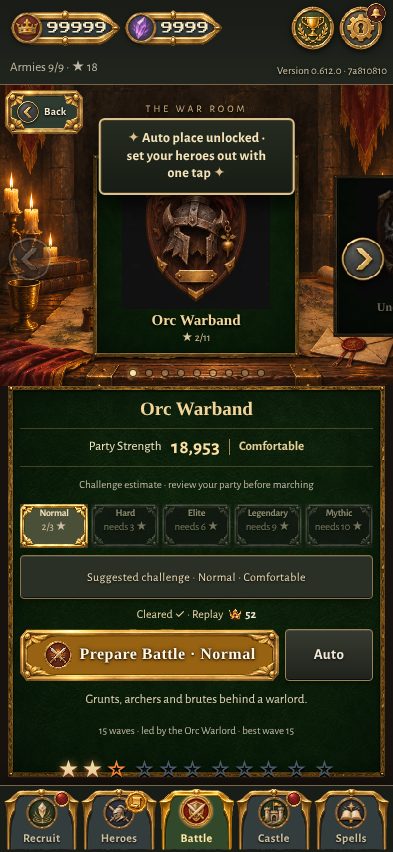 99999
9999
Armies 9/9 · ★ 18
Version 0.612.0 · 7a810810
Back
THE WAR ROOM
✦ Auto place unlocked ·
set your heroes out with
one tap ✦
Orc Warband
★ 2/11
Un
Orc Warband
Party Strength 18,953 Comfortable
Challenge estimate · review your party before marching
Normal
2/3 ★
Hard
needs 3 ★
Elite
needs 6 ★
Legendary
needs 9 ★
Mythic
needs 10 ★
Suggested challenge · Normal · Comfortable
Cleared ✓ · Replay 52
Prepare Battle · Normal
Auto
Grunts, archers and brutes behind a warlord.
15 waves · led by the Orc Warlord · best wave 15
Recruit
Heroes
Battle
Castle
Spells